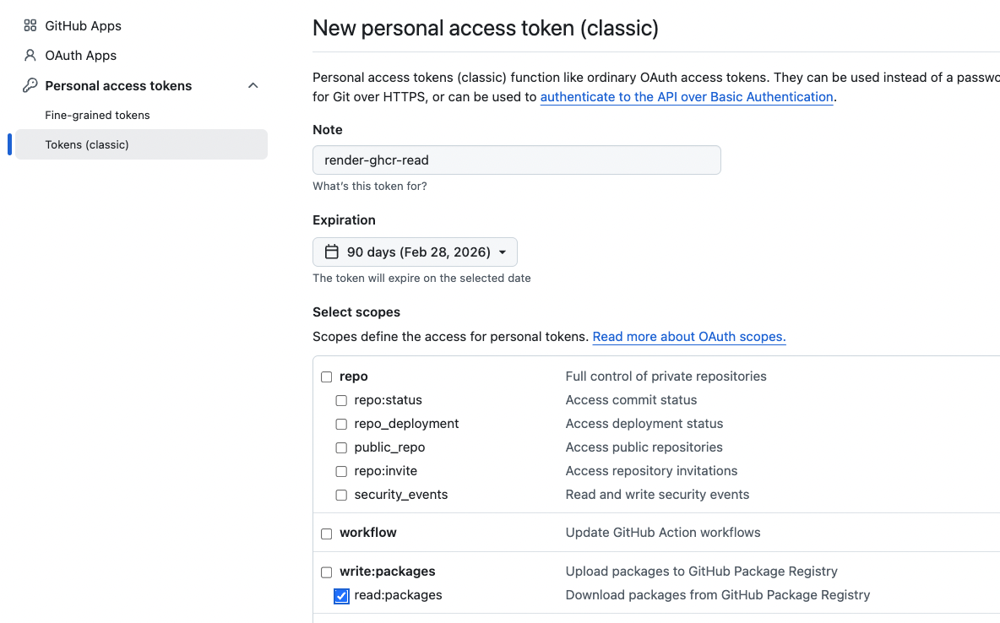 GitHub Apps
OAuth Apps
Personal access tokens
Fine-grained tokens
Tokens (classic)
New personal access token (classic)
Personal access tokens (classic) function like ordinary OAuth access tokens. They can be used instead of a passwo
for Git over HTTPS, or can be used to authenticate to the API over Basic Authentication.
Note
render-ghcr-read
What's this token for?
Expiration
90 days (Feb 28, 2026)
The token will expire on the selected date
Select scopes
Scopes define the access for personal tokens. Read more about OAuth scopes.
repo Full control of private repositories
repo:status Access commit status
repo_deployment Access deployment status
public_repo Access public repositories
repo:invite Access repository invitations
security_events Read and write security events
workflow Update GitHub Action workflows
write:packages Upload packages to GitHub Package Registry
read:packages Download packages from GitHub Package Registry